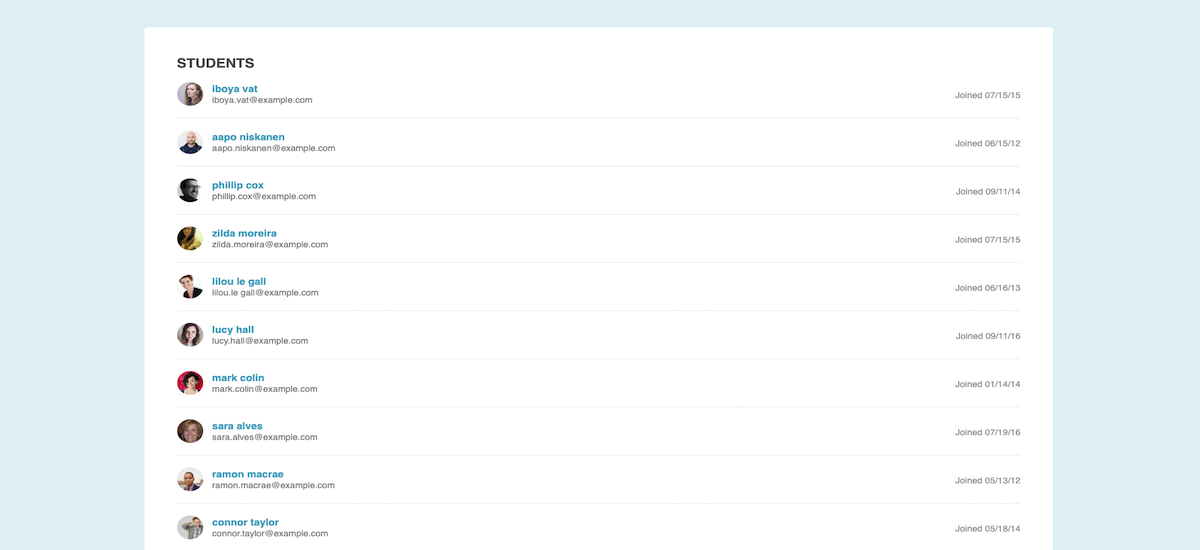 STUDENTS
iboya vat
iboya.vat@example.com
Joined 07/15/15
aapo niskanen
aapo.niskanen@example.com
Joined 06/15/12
phillip cox
phillip.cox@example.com
Joined 09/11/14
zilda moreira
zilda.moreira@example.com
Joined 07/15/15
lilou le gall
lilou.le gall@example.com
Joined 06/16/13
lucy hall
lucy.hall@example.com
Joined 09/11/16
mark colin
mark.colin@example.com
Joined 01/14/14
sara alves
sara.alves@example.com
Joined 07/19/16
ramon macrae
ramon.macrae@example.com
Joined 05/13/12
connor taylor
connor.taylor@example.com
Joined 05/18/14